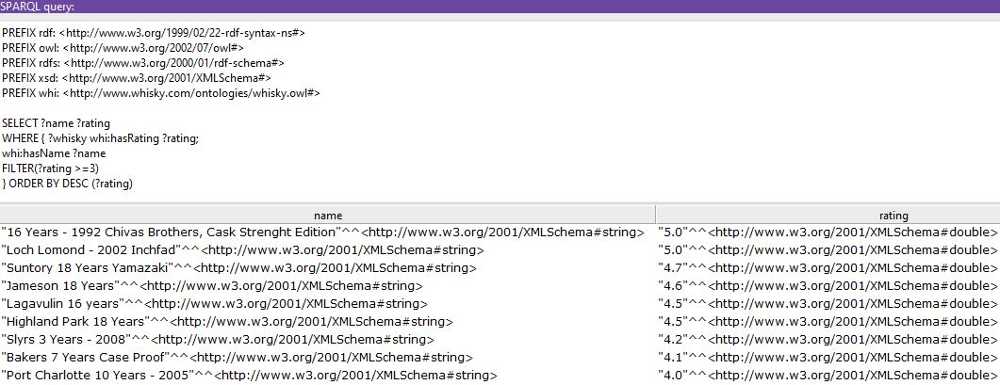 SPARQL query:
PREFIX rdf: <http://www.w3.org/1999/02/22-rdf-syntax-ns#>
PREFIX owl: <http://www.w3.org/2002/07/owl#>
PREFIX rdfs: <http://www.w3.org/2000/01/rdf-schema#>
PREFIX xsd: <http://www.w3.org/2001/XMLSchema#>
PREFIX whi: <http://www.whisky.com/ontologies/whisky.owl#>
SELECT ?name ?rating
WHERE { ?whisky whi:hasRating ?rating;
whi:hasName ?name
FILTER(?rating >=3)
} ORDER BY DESC (?rating)
name rating
"16 Years - 1992 Chivas Brothers, Cask Strenght Edition"^^<http://www.w3.org/2001/XMLSchema#string> "5.0"^^<http://www.w3.org/2001/XMLSchema#double>
"Loch Lomond - 2002 Inchfad"^^<http://www.w3.org/2001/XMLSchema#string> "5.0"^^<http://www.w3.org/2001/XMLSchema#double>
"Suntory 18 Years Yamazaki"^^<http://www.w3.org/2001/XMLSchema#string> "4.7"^^<http://www.w3.org/2001/XMLSchema#double>
"Jameson 18 Years"^^<http://www.w3.org/2001/XMLSchema#string> "4.6"^^<http://www.w3.org/2001/XMLSchema#double>
"Lagavulin 16 years"^^<http://www.w3.org/2001/XMLSchema#string> "4.5"^^<http://www.w3.org/2001/XMLSchema#double>
"Highland Park 18 Years"^^<http://www.w3.org/2001/XMLSchema#string> "4.5"^^<http://www.w3.org/2001/XMLSchema#double>
"Slyrs 3 Years - 2008"^^<http://www.w3.org/2001/XMLSchema#string> "4.2"^^<http://www.w3.org/2001/XMLSchema#double>
"Bakers 7 Years Case Proof"^^<http://www.w3.org/2001/XMLSchema#string> "4.1"^^<http://www.w3.org/2001/XMLSchema#double>
"Port Charlotte 10 Years - 2005"^^<http://www.w3.org/2001/XMLSchema#string> "4.0"^^<http://www.w3.org/2001/XMLSchema#double>